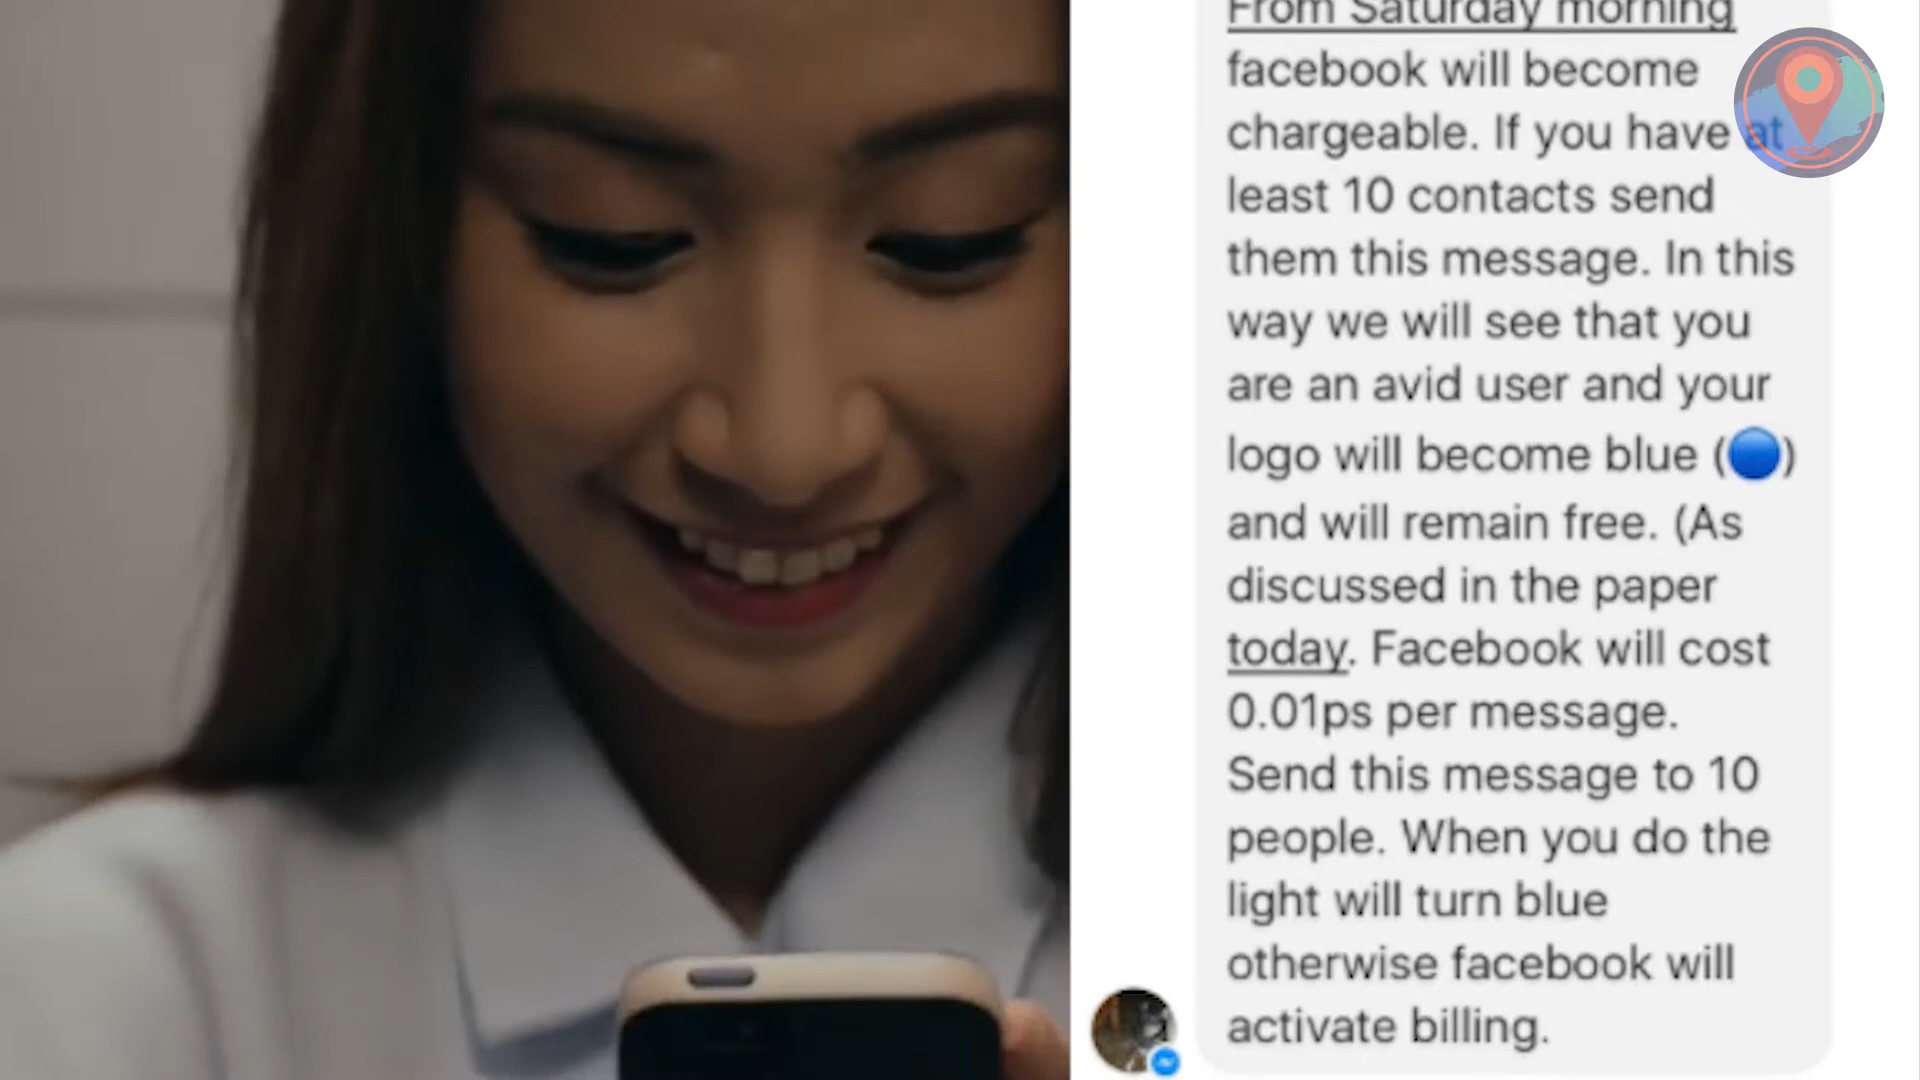 From Saturday morning
facebook will become
chargeable. If you have at
least 10 contacts send
them this message. In this
way we will see that you
are an avid user and your
logo will become blue (🔵)
and will remain free. (As
discussed in the paper
today. Facebook will cost
0.01ps per message.
Send this message to 10
people. When you do the
light will turn blue
otherwise facebook will
activate billing.